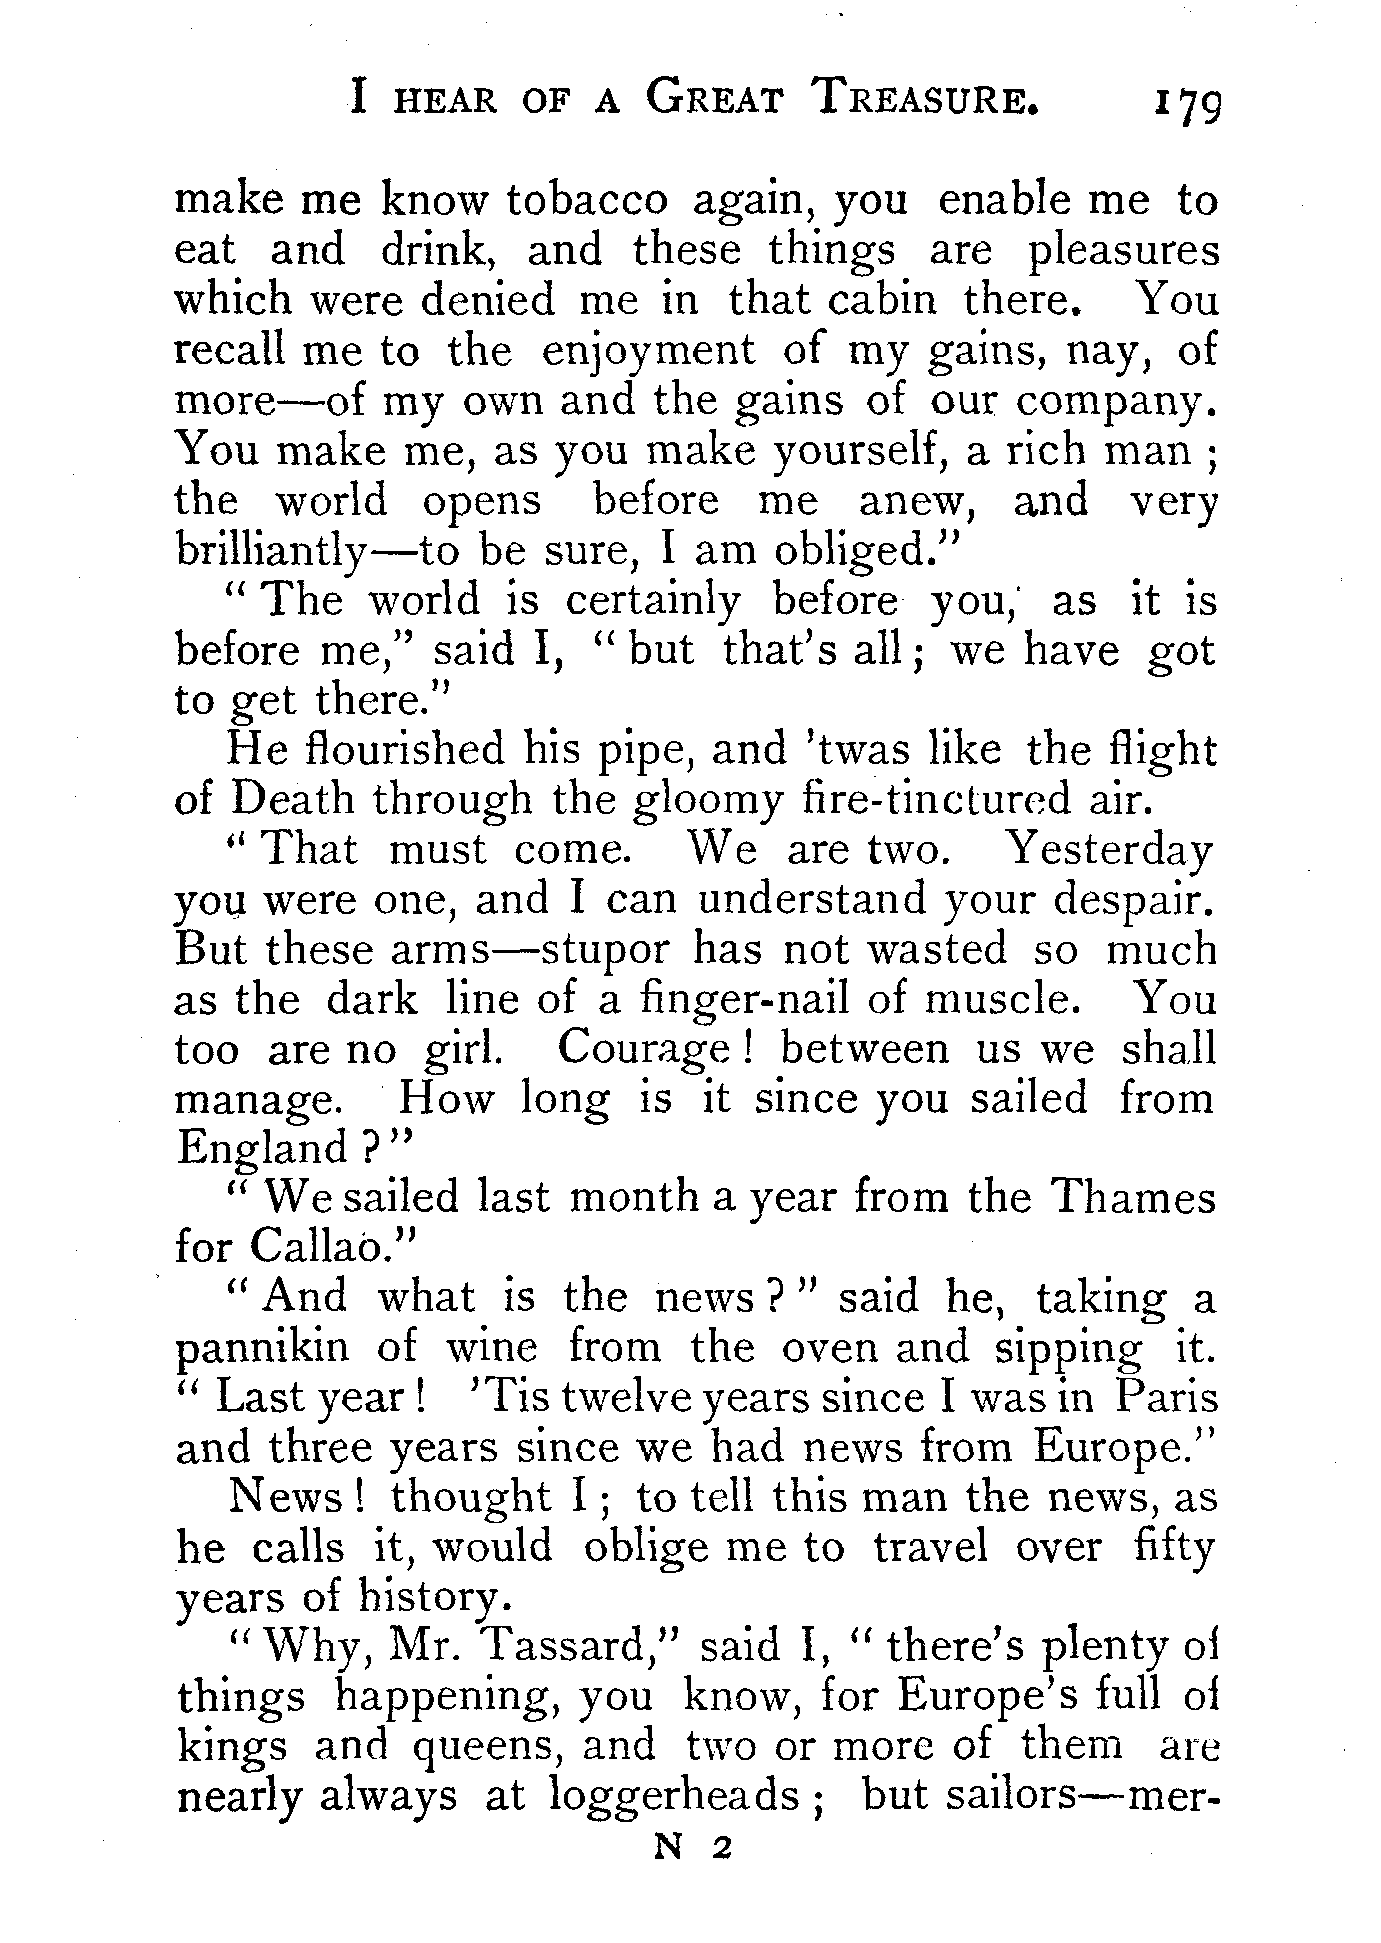 I HEAR OF A GREAT TREASURE. 179
make me know tobacco again, you enable me to
eat and drink, and these things are pleasures
which were denied me in that cabin there. You
recall me to the enjoyment of my gains, nay, of
more—of my own and the gains of our company.
You make me, as you make yourself, a rich man ;
the world opens before me anew, and very
brilliantly—to be sure, I am obliged."
" The world is certainly before you, as it is
before me," said I, " but that's all ; we have got
to get there."
He flourished his pipe, and 'twas like the flight
of Death through the gloomy fire-tinctured air.
" That must come. We are two. Yesterday
you were one, and I can understand your despair.
But these arms—stupor has not wasted so much
as the dark line of a finger-nail of muscle. You
too are no girl. Courage ! between us we shall
manage. How long is it since you sailed from
England ?"
" We sailed last month a year from the Thames
for Callao."
" And what is the news ? " said he, taking a
pannikin of wine from the oven and sipping it.
" Last year ! 'Tis twelve years since I was in Paris
and three years since we had news from Europe."
News ! thought I ; to tell this man the news, as
he calls it, would oblige me to travel over fifty
years of history.
" Why, Mr. Tassard," said I, " there's plenty of
things happening, you know, for Europe's full of
kings and queens, and two or more of them are
nearly always at loggerheads ; but sailors—mer-
N 2